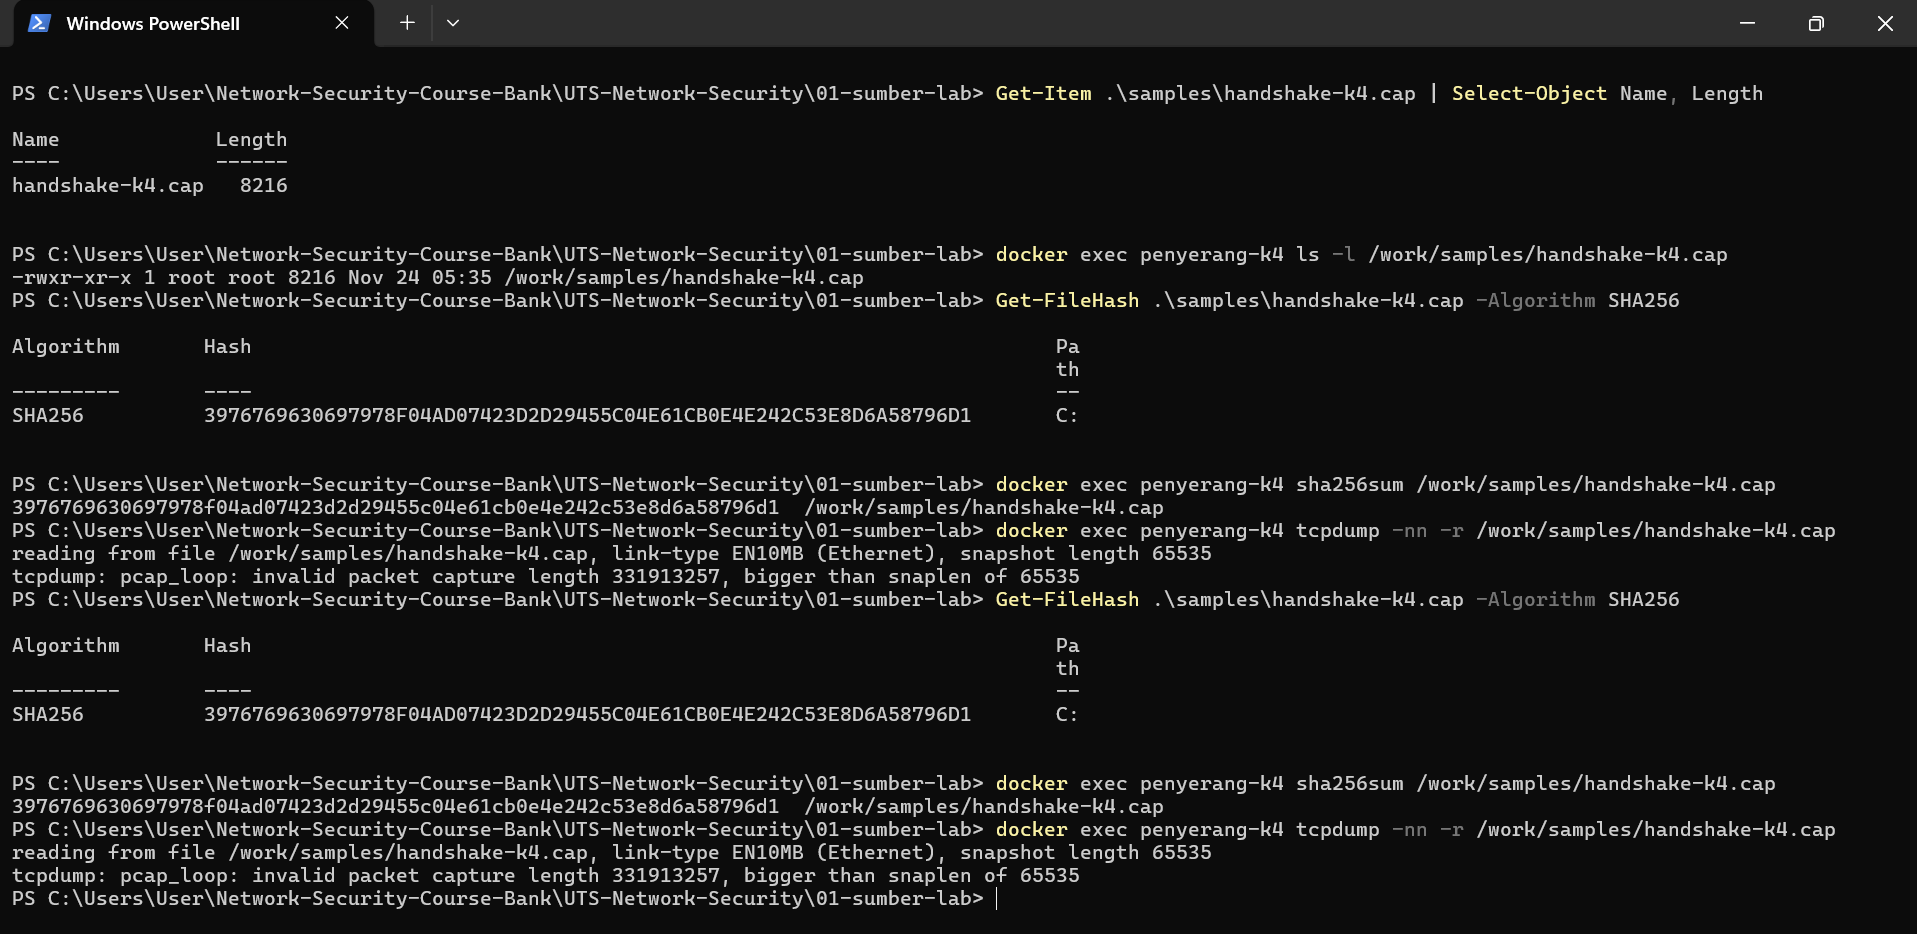 Windows PowerShell
PS C:\Users\User\Network-Security-Course-Bank\UTS-Network-Security\01-sumber-lab> Get-Item .\samples\handshake-k4.cap | Select-Object Name, Length
Name             Length
----             ------
handshake-k4.cap   8216
PS C:\Users\User\Network-Security-Course-Bank\UTS-Network-Security\01-sumber-lab> docker exec penyerang-k4 ls -l /work/samples/handshake-k4.cap
-rwxr-xr-x 1 root root 8216 Nov 24 05:35 /work/samples/handshake-k4.cap
PS C:\Users\User\Network-Security-Course-Bank\UTS-Network-Security\01-sumber-lab> Get-FileHash .\samples\handshake-k4.cap -Algorithm SHA256
Algorithm       Hash                                                                   Pa
                                                                                       th
---------       ----                                                                   --
SHA256          3976769630697978F04AD07423D2D29455C04E61CB0E4E242C53E8D6A58796D1       C:
PS C:\Users\User\Network-Security-Course-Bank\UTS-Network-Security\01-sumber-lab> docker exec penyerang-k4 sha256sum /work/samples/handshake-k4.cap
3976769630697978f04ad07423d2d29455c04e61cb0e4e242c53e8d6a58796d1  /work/samples/handshake-k4.cap
PS C:\Users\User\Network-Security-Course-Bank\UTS-Network-Security\01-sumber-lab> docker exec penyerang-k4 tcpdump -nn -r /work/samples/handshake-k4.cap
reading from file /work/samples/handshake-k4.cap, link-type EN10MB (Ethernet), snapshot length 65535
tcpdump: pcap_loop: invalid packet capture length 331913257, bigger than snaplen of 65535
PS C:\Users\User\Network-Security-Course-Bank\UTS-Network-Security\01-sumber-lab> Get-FileHash .\samples\handshake-k4.cap -Algorithm SHA256
Algorithm       Hash                                                                   Pa
                                                                                       th
---------       ----                                                                   --
SHA256          3976769630697978F04AD07423D2D29455C04E61CB0E4E242C53E8D6A58796D1       C:
PS C:\Users\User\Network-Security-Course-Bank\UTS-Network-Security\01-sumber-lab> docker exec penyerang-k4 sha256sum /work/samples/handshake-k4.cap
3976769630697978f04ad07423d2d29455c04e61cb0e4e242c53e8d6a58796d1  /work/samples/handshake-k4.cap
PS C:\Users\User\Network-Security-Course-Bank\UTS-Network-Security\01-sumber-lab> docker exec penyerang-k4 tcpdump -nn -r /work/samples/handshake-k4.cap
reading from file /work/samples/handshake-k4.cap, link-type EN10MB (Ethernet), snapshot length 65535
tcpdump: pcap_loop: invalid packet capture length 331913257, bigger than snaplen of 65535
PS C:\Users\User\Network-Security-Course-Bank\UTS-Network-Security\01-sumber-lab>